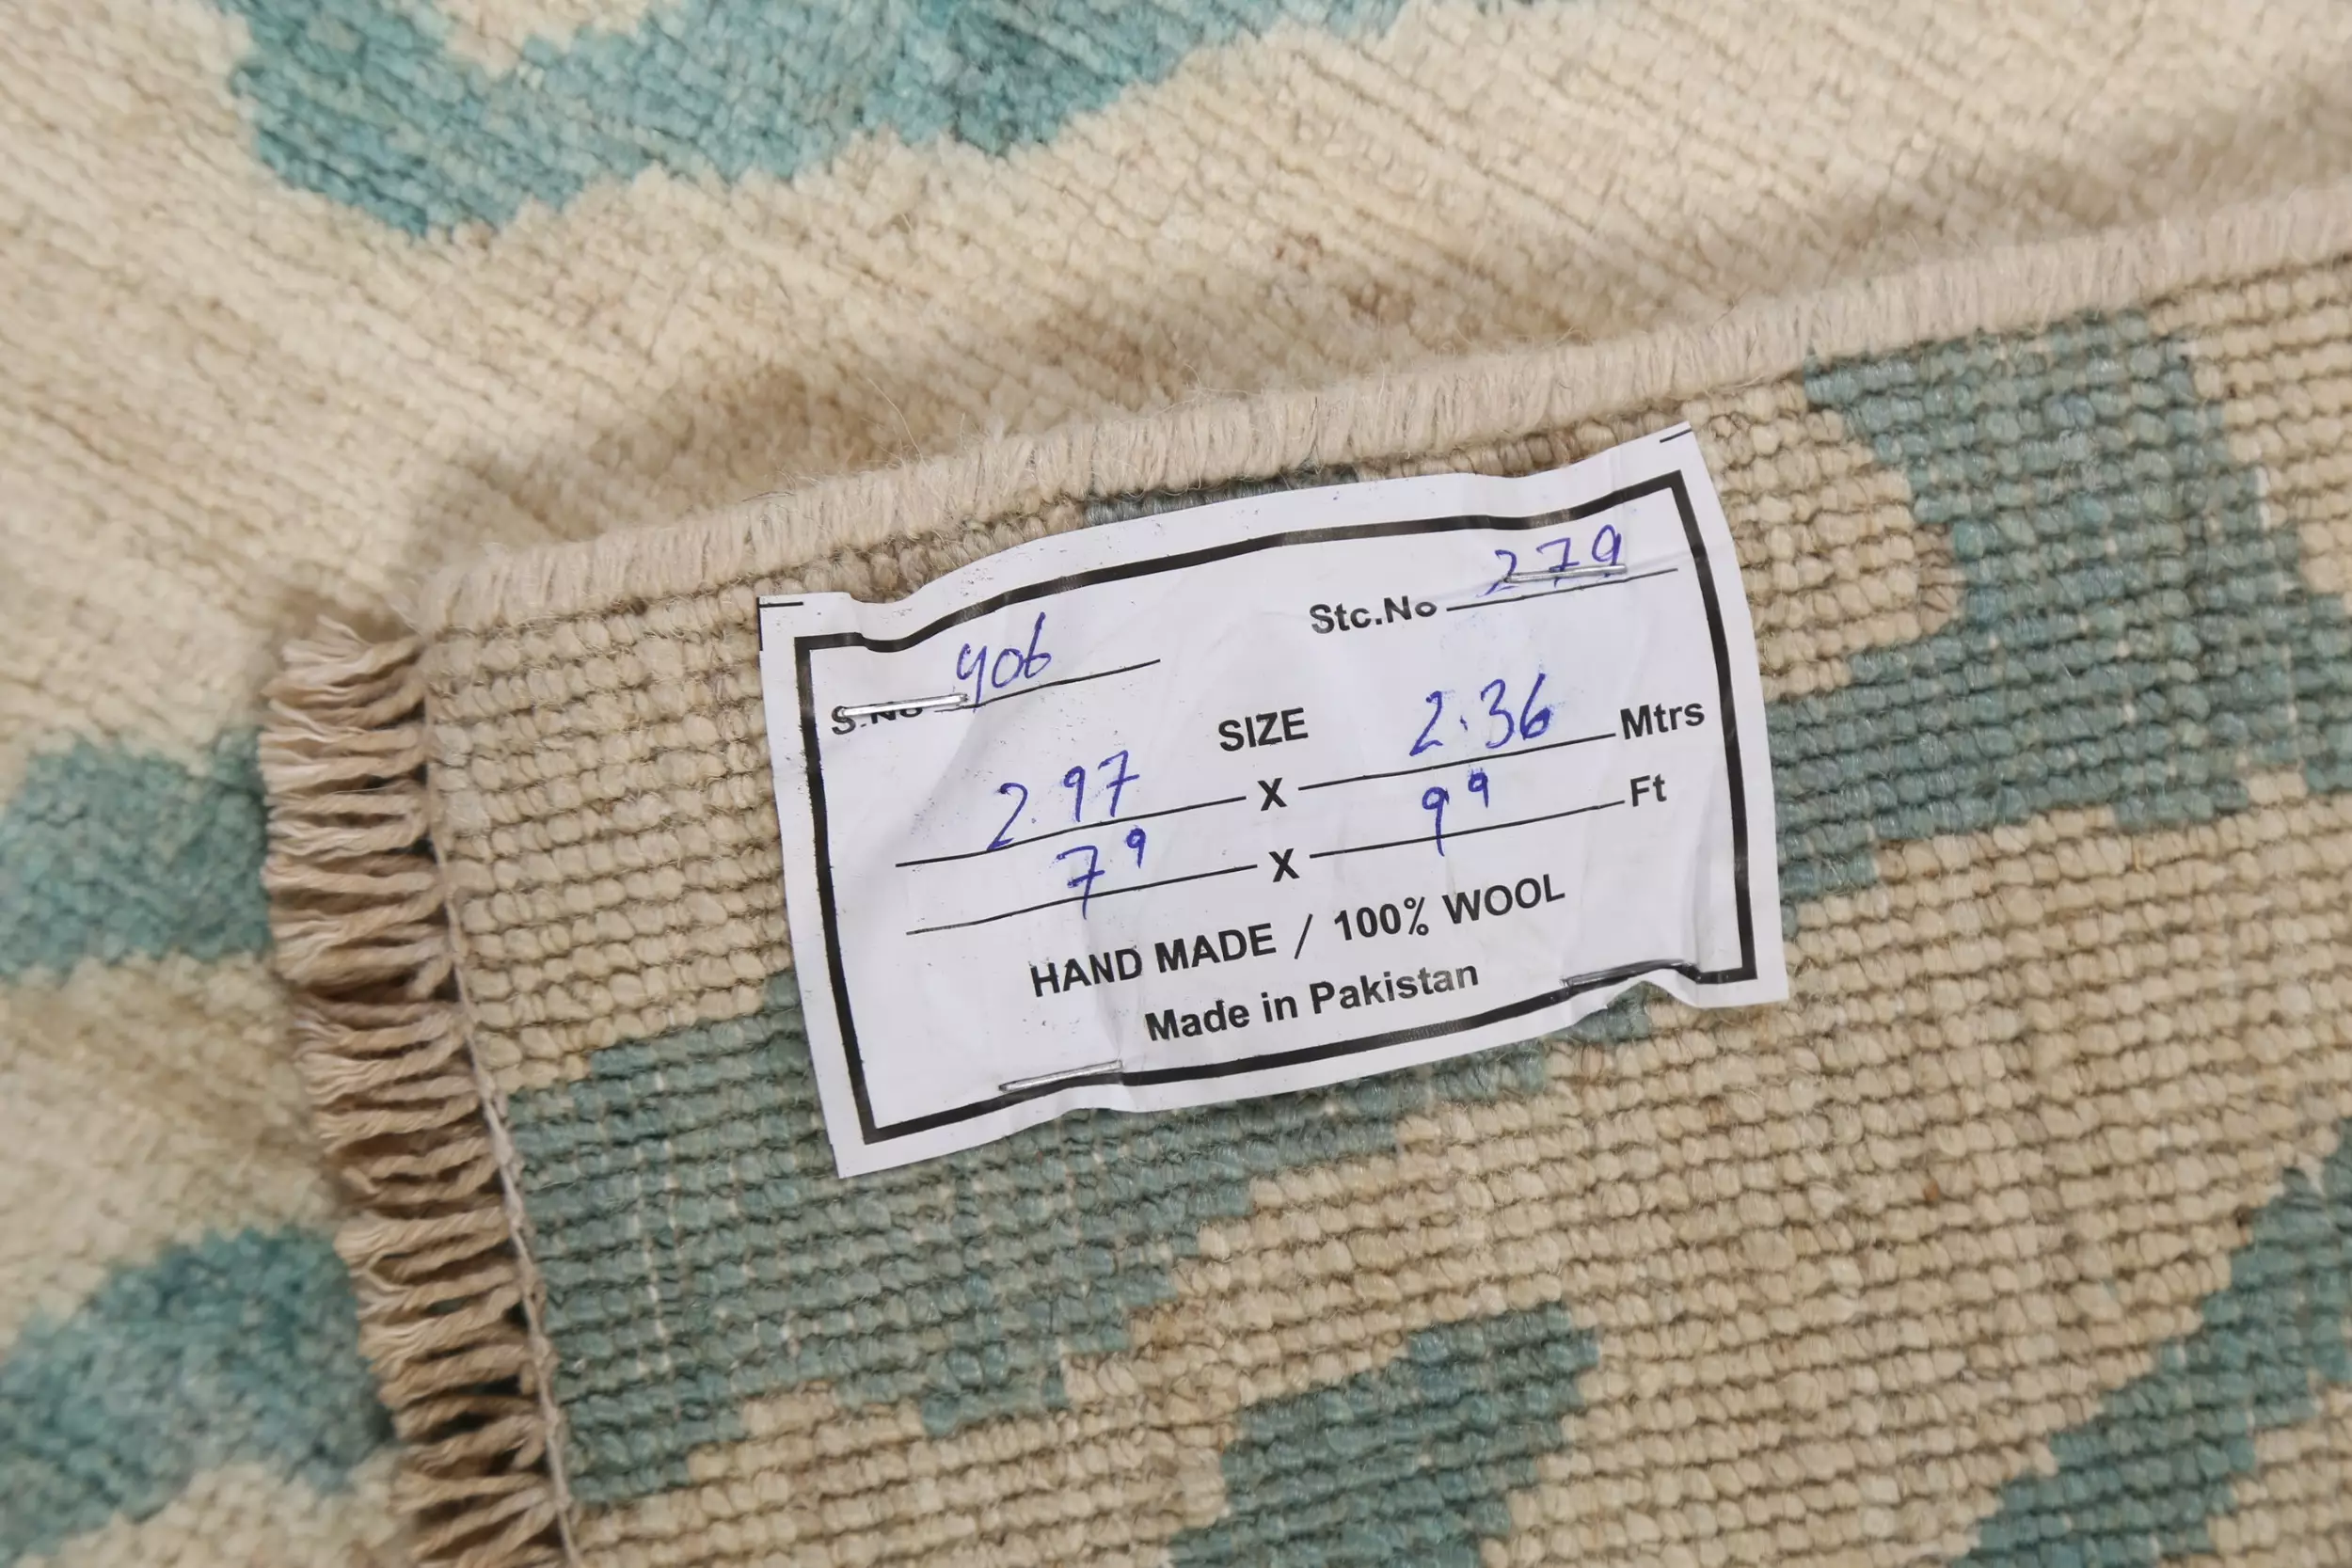 Stc.No 279
S.No 406
SIZE
2.97 X 2.36 Mtrs
7⁹ X 9⁹ Ft
HAND MADE / 100% WOOL
Made in Pakistan